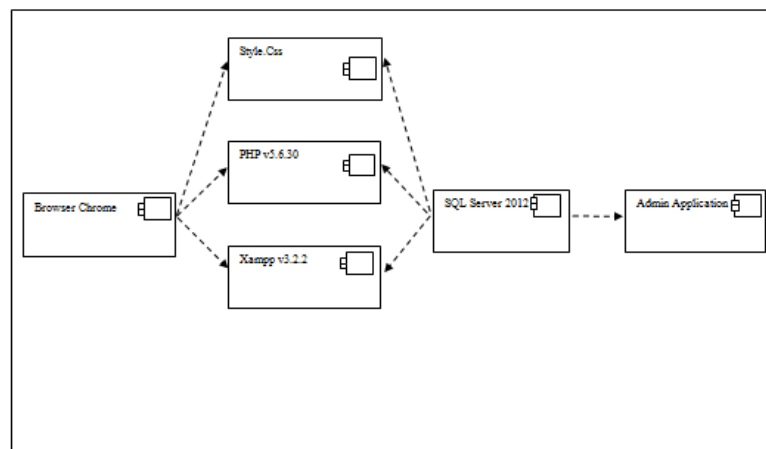 Style.Css
PHP v5.6.30
Browser Chrome
SQL Server 2012
Admin Application
Xampp v3.2.2